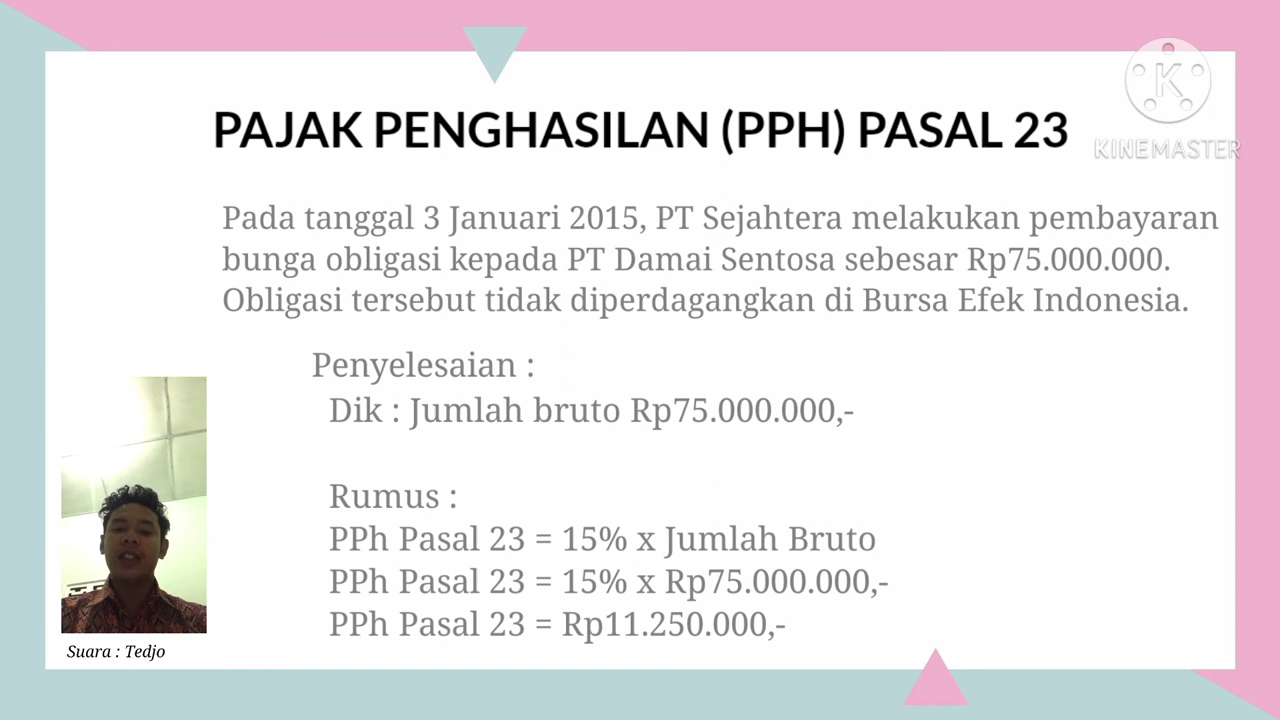 PAJAK PENGHASILAN (PPH) PASAL 23
KINEMASTER
Pada tanggal 3 Januari 2015, PT Sejahtera melakukan pembayaran
bunga obligasi kepada PT Damai Sentosa sebesar Rp75.000.000.
Obligasi tersebut tidak diperdagangkan di Bursa Efek Indonesia.
Penyelesaian :
Dik : Jumlah bruto Rp75.000.000,-
Rumus :
PPh Pasal 23 = 15% x Jumlah Bruto
PPh Pasal 23 = 15% x Rp75.000.000,-
PPh Pasal 23 = Rp11.250.000,-
Suara : Tedjo